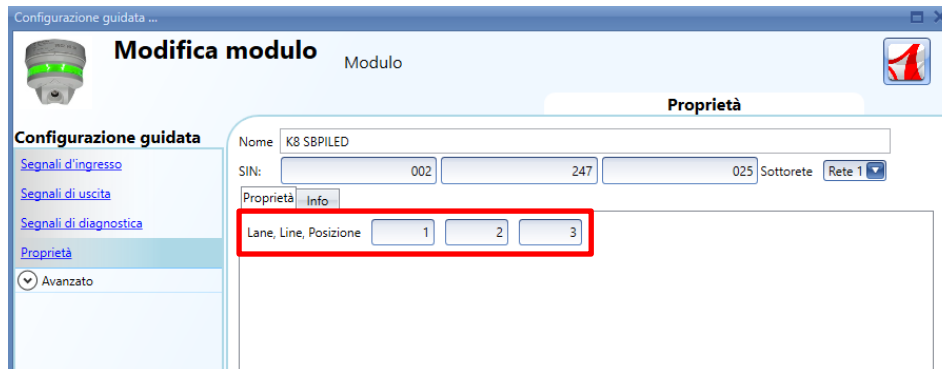 Configurazione guidata ...
Modifica modulo Modulo
Proprietà
Configurazione guidata
Nome K8 SBPILED
Segnali d'ingresso
SIN: 002 247 025 Sottorete Rete 1
Segnali di uscita
Proprietà Info
Segnali di diagnostica
Lane, Line, Posizione 1 2 3
Proprietà
Avanzato